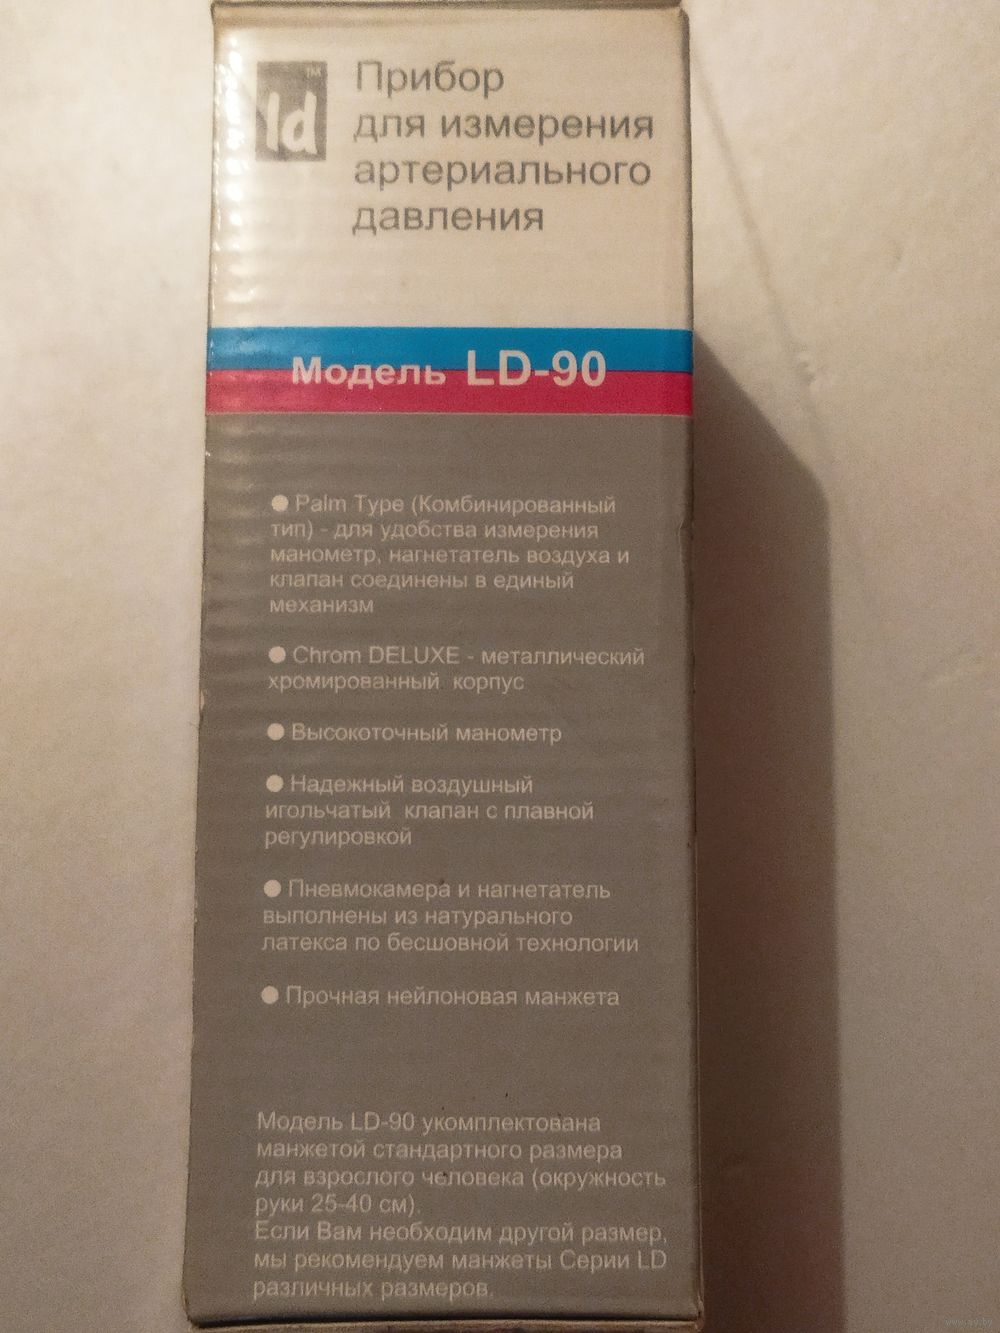 ld TM
Прибор
для измерения
артериального
давления
Модель LD-90
● Palm Type (Комбинированный
тип) - для удобства измерения
манометр, нагнетатель воздуха и
клапан соединены в единый
механизм
● Chrom DELUXE - металлический
хромированный корпус
● Высокоточный манометр
● Надежный воздушный
игольчатый клапан с плавной
регулировкой
● Пневмокамера и нагнетатель
выполнены из натурального
латекса по бесшовной технологии
● Прочная нейлоновая манжета
Модель LD-90 укомплектована
манжетой стандартного размера
для взрослого человека (окружность
руки 25-40 см).
Если Вам необходим другой размер,
мы рекомендуем манжеты Серии LD
различных размеров.
www.ay.by